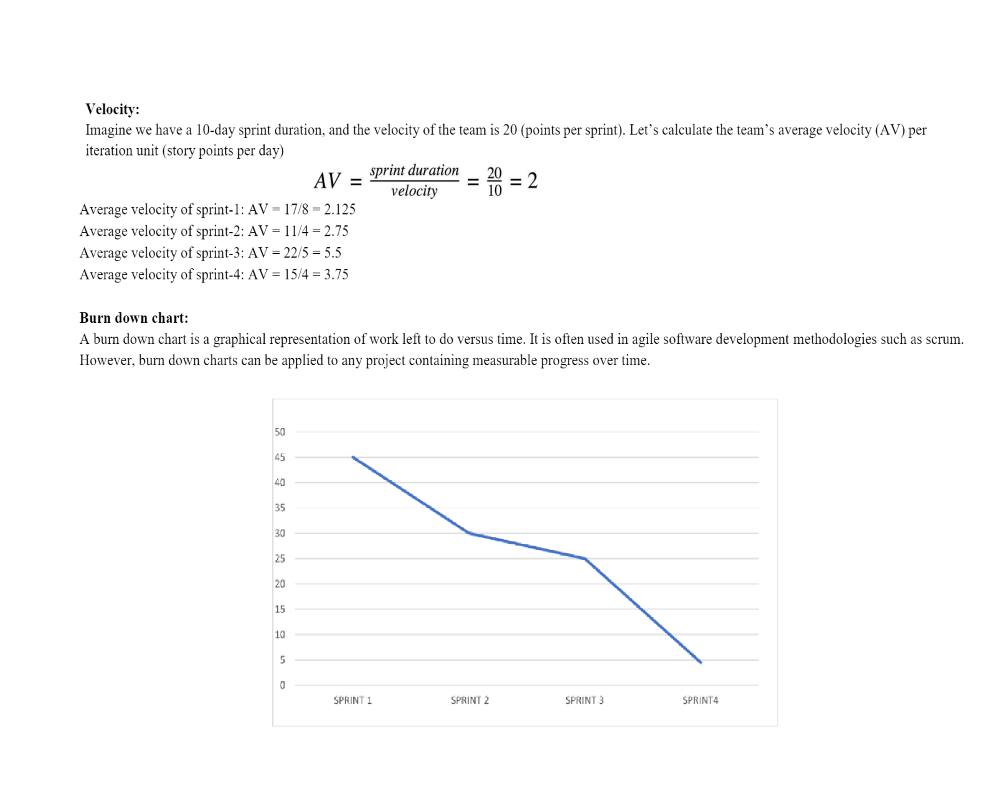 Velocity:
Imagine we have a 10-day sprint duration, and the velocity of the team is 20 (points per sprint). Let’s calculate the team’s average velocity (AV) per
iteration unit (story points per day)
AV = sprint duration / velocity = 20 / 10 = 2
Average velocity of sprint-1: AV = 17/8 = 2.125
Average velocity of sprint-2: AV = 11/4 = 2.75
Average velocity of sprint-3: AV = 22/5 = 5.5
Average velocity of sprint-4: AV = 15/4 = 3.75
Burn down chart:
A burn down chart is a graphical representation of work left to do versus time. It is often used in agile software development methodologies such as scrum.
However, burn down charts can be applied to any project containing measurable progress over time.
50
45
40
35
30
25
20
15
10
5
0
SPRINT 1 SPRINT 2 SPRINT 3 SPRINT4